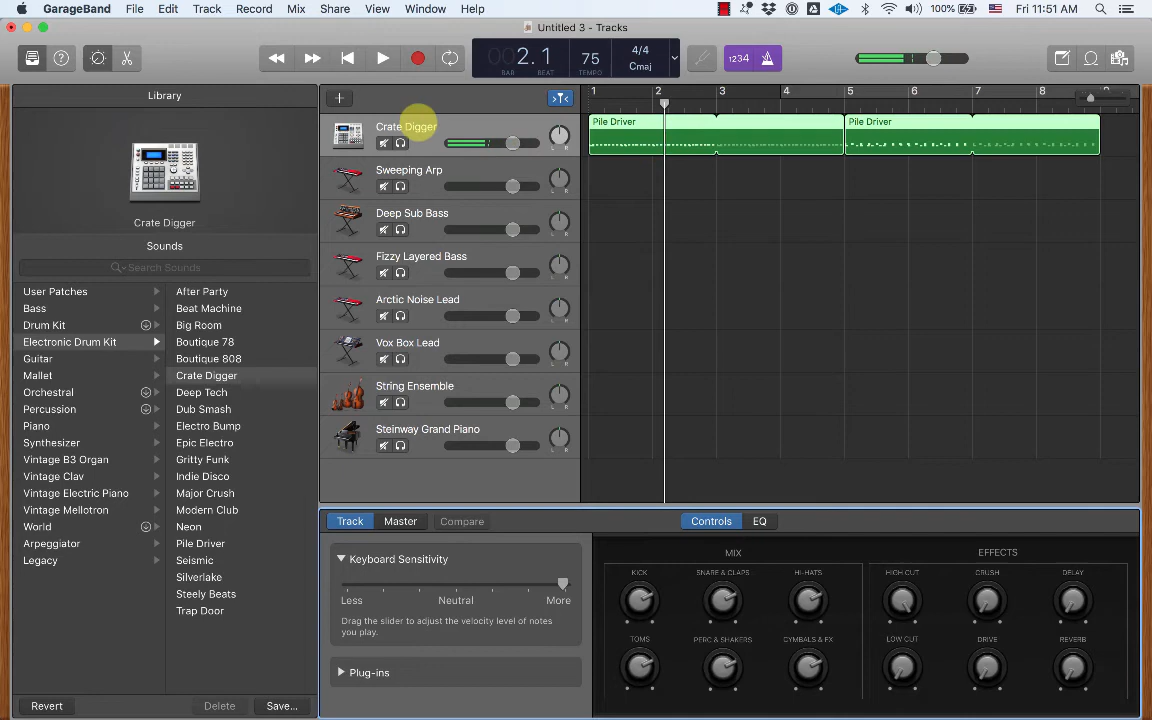 GarageBand File Edit Track Record Mix Share View Window Help 100% Fri 11:51 AM
Untitled 3 - Tracks
002.1 75 4/4 Cmaj 1234
BAR BEAT TEMPO
Library
Crate Digger
Sounds
Search Sounds
User Patches
Bass
Drum Kit
Electronic Drum Kit
Guitar
Mallet
Orchestral
Percussion
Piano
Synthesizer
Vintage B3 Organ
Vintage Clav
Vintage Electric Piano
Vintage Mellotron
World
Arpeggiator
Legacy
After Party
Beat Machine
Big Room
Boutique 78
Boutique 808
Crate Digger
Deep Tech
Dub Smash
Electro Bump
Epic Electro
Gritty Funk
Indie Disco
Major Crush
Modern Club
Neon
Pile Driver
Seismic
Silverlake
Steely Beats
Trap Door
Revert Delete Save...
1 2 3 4 5 6 7 8
Crate Digger
L R
Sweeping Arp
L R
Deep Sub Bass
L R
Fizzy Layered Bass
L R
Arctic Noise Lead
L R
Vox Box Lead
L R
String Ensemble
L R
Steinway Grand Piano
L R
Pile Driver Pile Driver
Track Master Compare Controls EQ
Keyboard Sensitivity
Less Neutral More
Drag the slider to adjust the velocity level of notes
you play.
Plug-ins
MIX
KICK SNARE & CLAPS HI-HATS
TOMS PERC & SHAKERS CYMBALS & FX
EFFECTS
HIGH CUT CRUSH DELAY
LOW CUT DRIVE REVERB